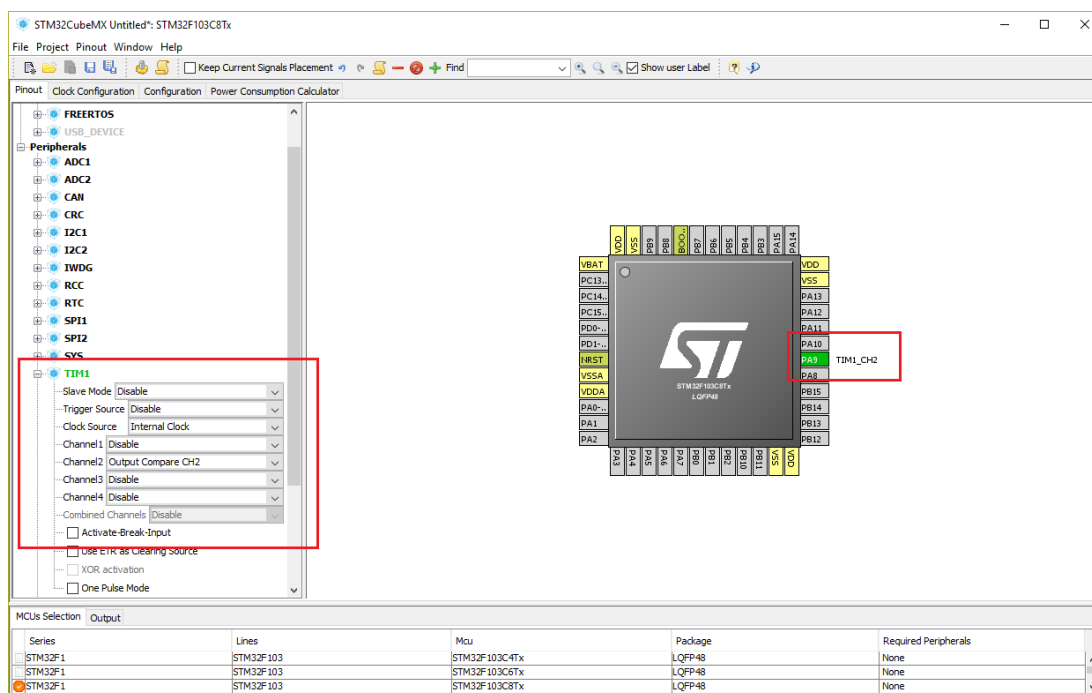 STM32CubeMX Untitled*: STM32F103C8Tx
File Project Pinout Window Help
Keep Current Signals Placement Find Show user Label
Pinout Clock Configuration Configuration Power Consumption Calculator
FREERTOS
USB_DEVICE
Peripherals
ADC1
ADC2
CAN
CRC
I2C1
I2C2
IWDG
RCC
RTC
SPI1
SPI2
SYS
TIM1
Slave Mode Disable
Trigger Source Disable
Clock Source Internal Clock
Channel1 Disable
Channel2 Output Compare CH2
Channel3 Disable
Channel4 Disable
Combined Channels Disable
Activate-Break-Input
Use ETR as Clearing Source
XOR activation
One Pulse Mode
VDD
VSS
PB9
PB8
BOO..
PB7
PB6
PB5
PB4
PB3
PA15
PA14
VBAT
PC13..
PC14..
PC15..
PD0-..
PD1-..
NRST
VSSA
VDDA
PA0-..
PA1
PA2
ST
STM32F103C8Tx
LQFP48
VDD
VSS
PA13
PA12
PA11
PA10
PA9 TIM1_CH2
PA8
PB15
PB14
PB13
PB12
PA3
PA4
PA5
PA6
PA7
PB0
PB1
PB2
PB10
PB11
VSS
VDD
MCUs Selection Output
Series Lines Mcu Package Required Peripherals
STM32F1 STM32F103 STM32F103C4Tx LQFP48 None
STM32F1 STM32F103 STM32F103C6Tx LQFP48 None
STM32F1 STM32F103 STM32F103C8Tx LQFP48 None